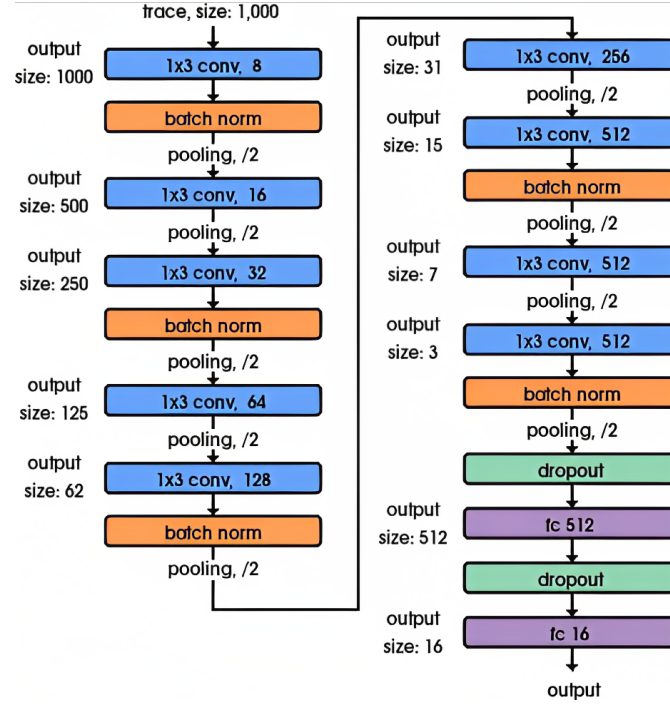 trace, size: 1,000
output
size: 1000
1x3 conv, 8
batch norm
pooling, /2
output
size: 500
1x3 conv, 16
pooling, /2
output
size: 250
1x3 conv, 32
batch norm
pooling, /2
output
size: 125
1x3 conv, 64
pooling, /2
output
size: 62
1x3 conv, 128
batch norm
pooling, /2
output
size: 31
1x3 conv, 256
pooling, /2
output
size: 15
1x3 conv, 512
batch norm
pooling, /2
output
size: 7
1x3 conv, 512
pooling, /2
output
size: 3
1x3 conv, 512
batch norm
pooling, /2
dropout
output
size: 512
fc 512
dropout
output
size: 16
fc 16
output